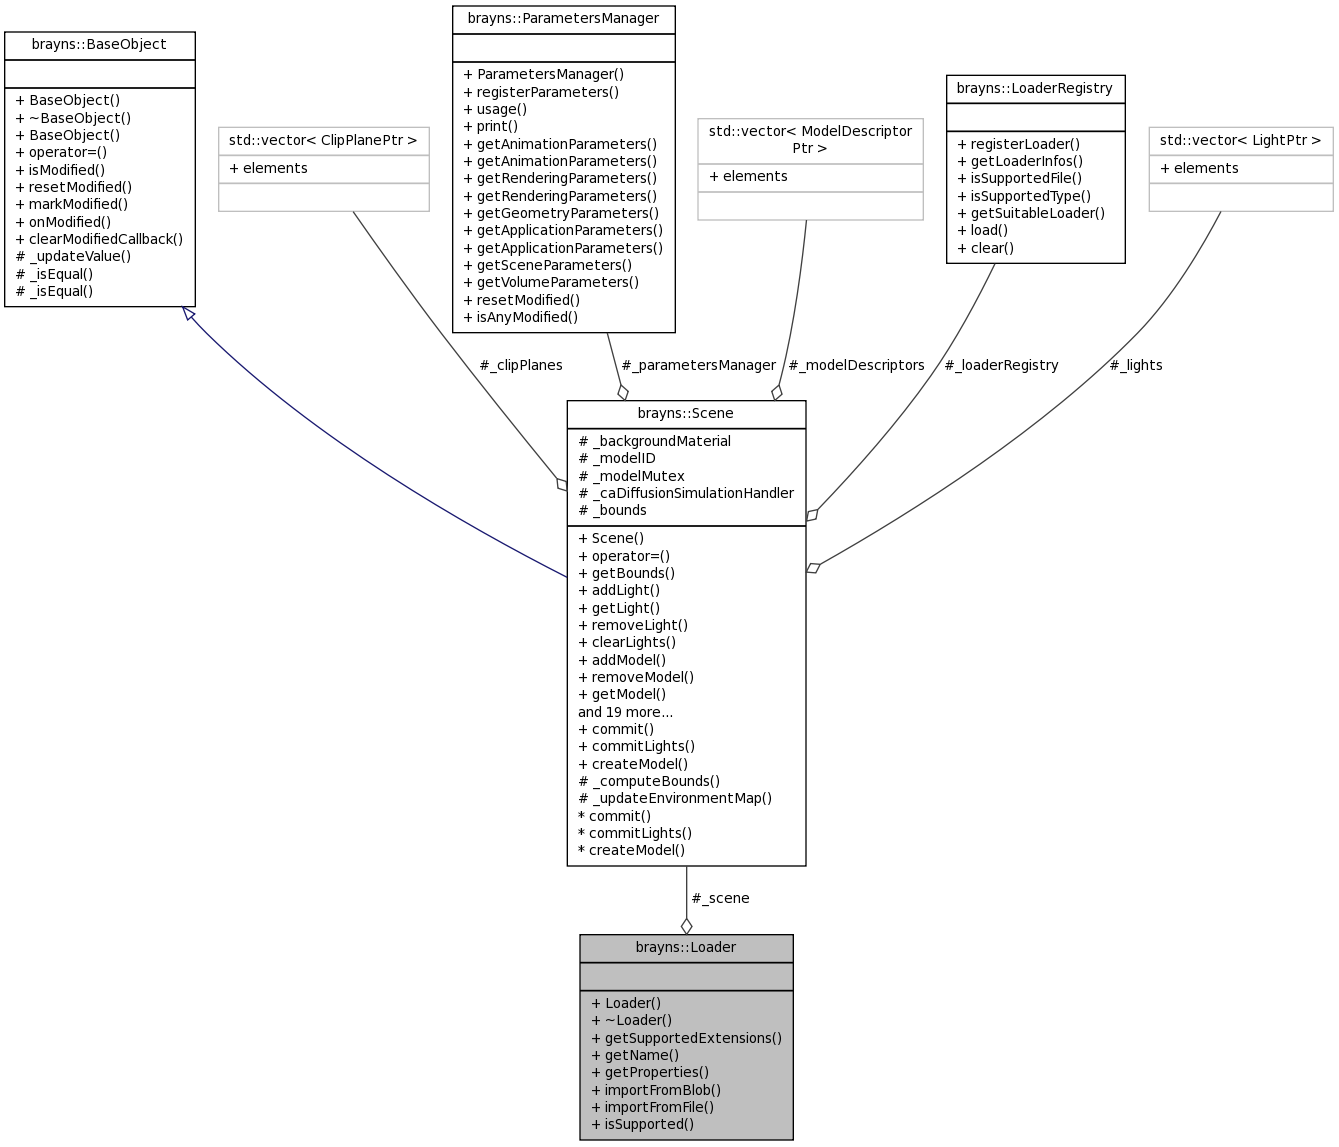 brayns::BaseObject
+ BaseObject()
+ ~BaseObject()
+ BaseObject()
+ operator=()
+ isModified()
+ resetModified()
+ markModified()
+ onModified()
+ clearModifiedCallback()
# _updateValue()
# _isEqual()
# _isEqual()
std::vector< ClipPlanePtr >
+ elements
brayns::ParametersManager
+ ParametersManager()
+ registerParameters()
+ usage()
+ print()
+ getAnimationParameters()
+ getAnimationParameters()
+ getRenderingParameters()
+ getRenderingParameters()
+ getGeometryParameters()
+ getApplicationParameters()
+ getApplicationParameters()
+ getSceneParameters()
+ getVolumeParameters()
+ resetModified()
+ isAnyModified()
std::vector< ModelDescriptor
Ptr >
+ elements
brayns::LoaderRegistry
+ registerLoader()
+ getLoaderInfos()
+ isSupportedFile()
+ isSupportedType()
+ getSuitableLoader()
+ load()
+ clear()
std::vector< LightPtr >
+ elements
#_clipPlanes
#_parametersManager
#_modelDescriptors
#_loaderRegistry
#_lights
brayns::Scene
# _backgroundMaterial
# _modelID
# _modelMutex
# _caDiffusionSimulationHandler
# _bounds
+ Scene()
+ operator=()
+ getBounds()
+ addLight()
+ getLight()
+ removeLight()
+ clearLights()
+ addModel()
+ removeModel()
+ getModel()
and 19 more...
+ commit()
+ commitLights()
+ createModel()
# _computeBounds()
# _updateEnvironmentMap()
* commit()
* commitLights()
* createModel()
#_scene
brayns::Loader
+ Loader()
+ ~Loader()
+ getSupportedExtensions()
+ getName()
+ getProperties()
+ importFromBlob()
+ importFromFile()
+ isSupported()